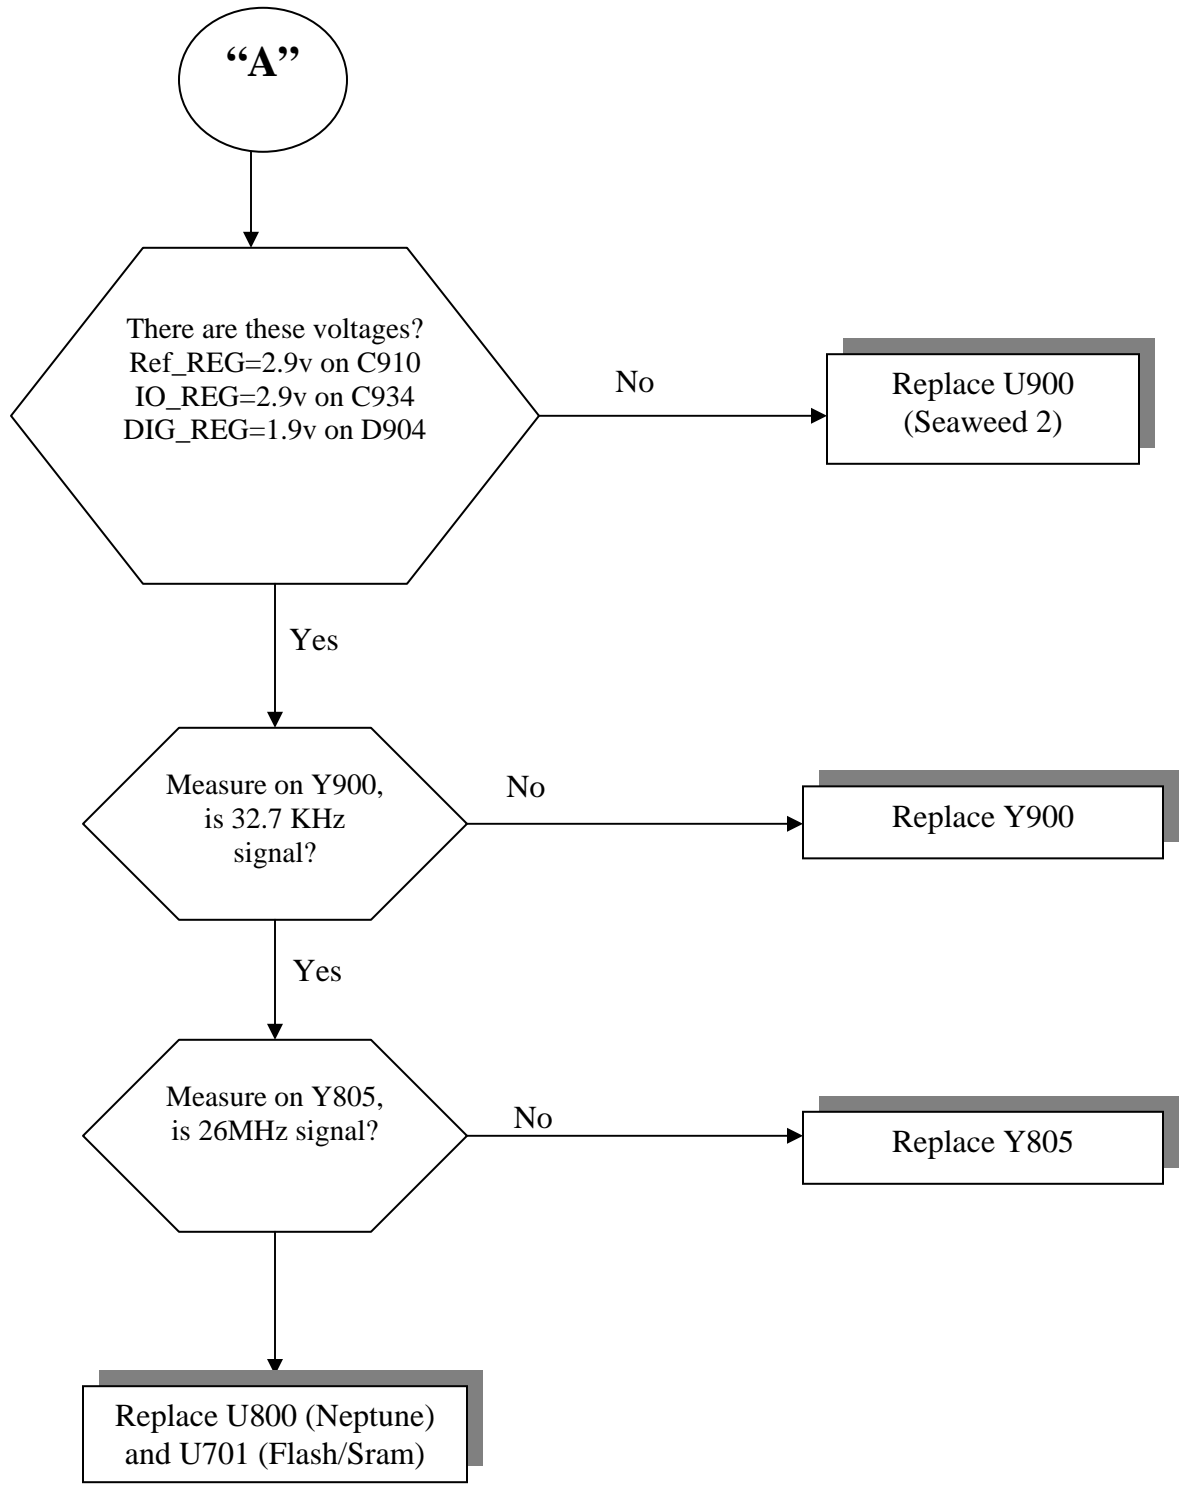 “A”
There are these voltages?
Ref_REG=2.9v on C910
IO_REG=2.9v on C934
DIG_REG=1.9v on D904
No
Replace U900
(Seaweed 2)
Yes
Measure on Y900,
is 32.7 KHz
signal?
No
Replace Y900
Yes
Measure on Y805,
is 26MHz signal?
No
Replace Y805
Replace U800 (Neptune)
and U701 (Flash/Sram)